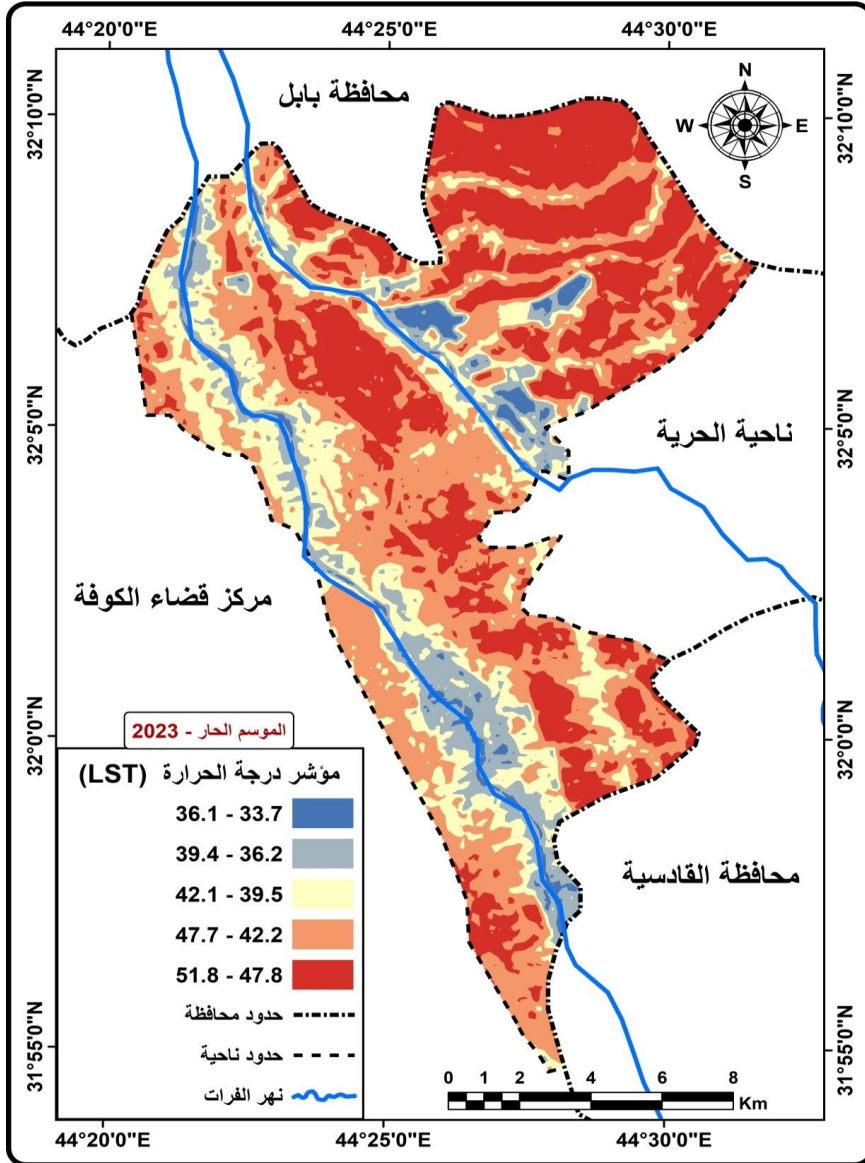 44°20'0"E 44°25'0"E 44°30'0"E
32°10'0"N
32°5'0"N
32°0'0"N
31°55'0"N
محافظة بابل
N
W E
S
32°10'0"N
32°5'0"N
32°0'0"N
31°55'0"N
ناحية الحرية
مركز قضاء الكوفة
محافظة القادسية
الموسم الحار - 2023
مؤشر درجة الحرارة (LST)
36.1 - 33.7
39.4 - 36.2
42.1 - 39.5
47.7 - 42.2
51.8 - 47.8
حدود محافظة
حدود ناحية
نهر الفرات
0 1 2 4 6 8
Km
44°20'0"E 44°25'0"E 44°30'0"E